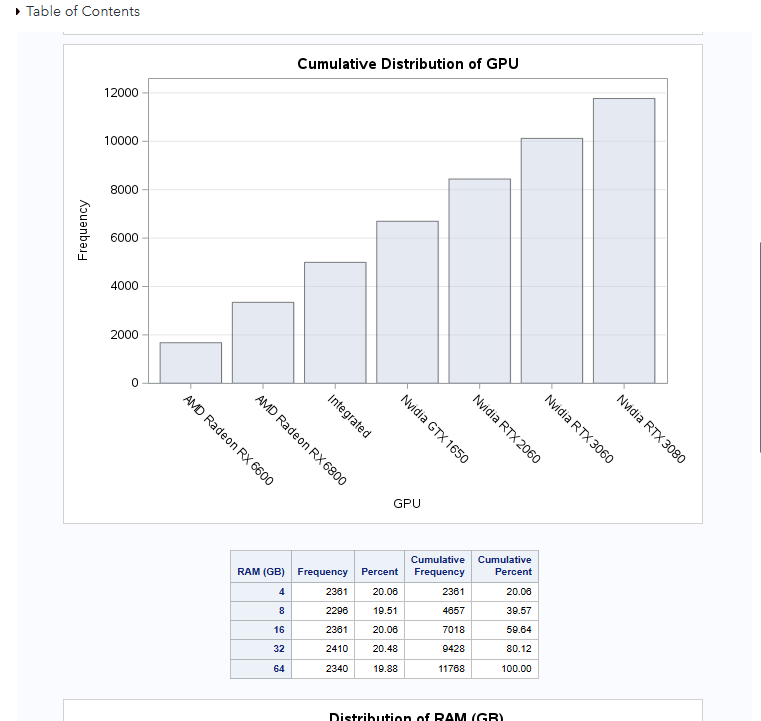 Table of Contents
Cumulative Distribution of GPU
12000
10000
8000
6000
4000
2000
0
Frequency
AMD Radeon RX 6600
AMD Radeon RX 6800
Integrated
Nvidia GTX 1650
Nvidia RTX 2060
Nvidia RTX 3060
Nvidia RTX 3080
GPU
RAM (GB) Frequency Percent Cumulative Frequency Cumulative Percent
4 2361 20.06 2361 20.06
8 2296 19.51 4657 39.57
16 2361 20.06 7018 59.64
32 2410 20.48 9428 80.12
64 2340 19.88 11768 100.00
Distribution of RAM (GB)